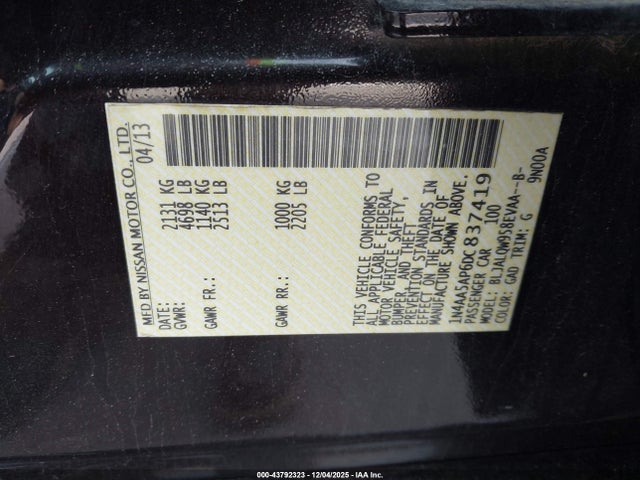 MFD BY NISSAN MOTOR CO., LTD.
DATE: 04/13
GVWR: 2131 KG
4698 LB
GAWR FR: 1140 KG
2513 LB
GAWR RR: 1000 KG
2205 LB
THIS VEHICLE CONFORMS TO
ALL APPLICABLE FEDERAL
MOTOR VEHICLE SAFETY,
BUMPER, AND THEFT
PREVENTION STANDARDS IN
EFFECT ON THE DATE OF
MANUFACTURE SHOWN ABOVE.
1N4AA5AP6DC837419
PASSENGER CAR 100
MODEL: BLJALQW958EVAA--B-
COLOR: GAD TRIM: G 9N00A
000-43792323 | 12/04/2025 - IAA Inc.